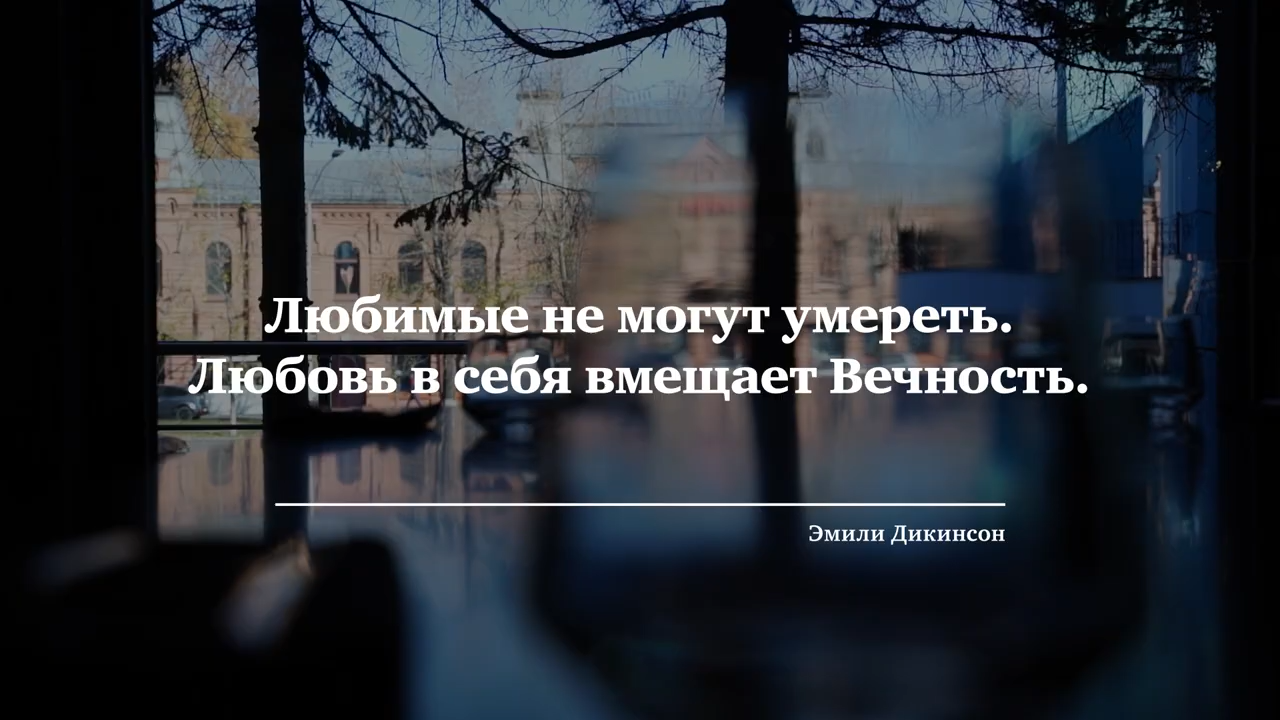 Любимые не могут умереть.
Любовь в себя вмещает Вечность.
Эмили Дикинсон